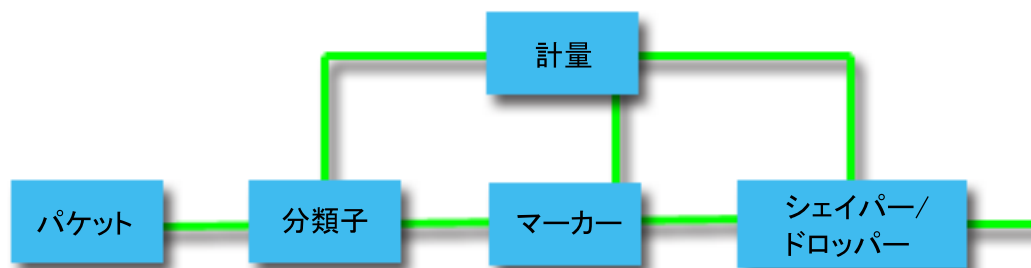 計量
パケット
分類子
マーカー
シェイパー/
ドロッパー